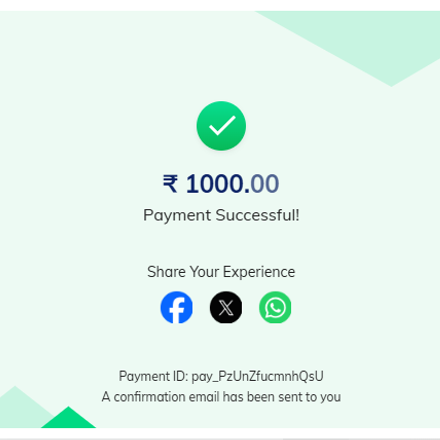 ₹ 1000.00
Payment Successful!
Share Your Experience
Payment ID: pay_PzUnZfucmnhQsU
A confirmation email has been sent to you